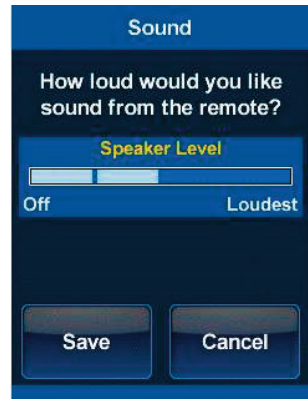 Sound
How loud would you like
sound from the remote?
Speaker Level
Off Loudest
Save Cancel